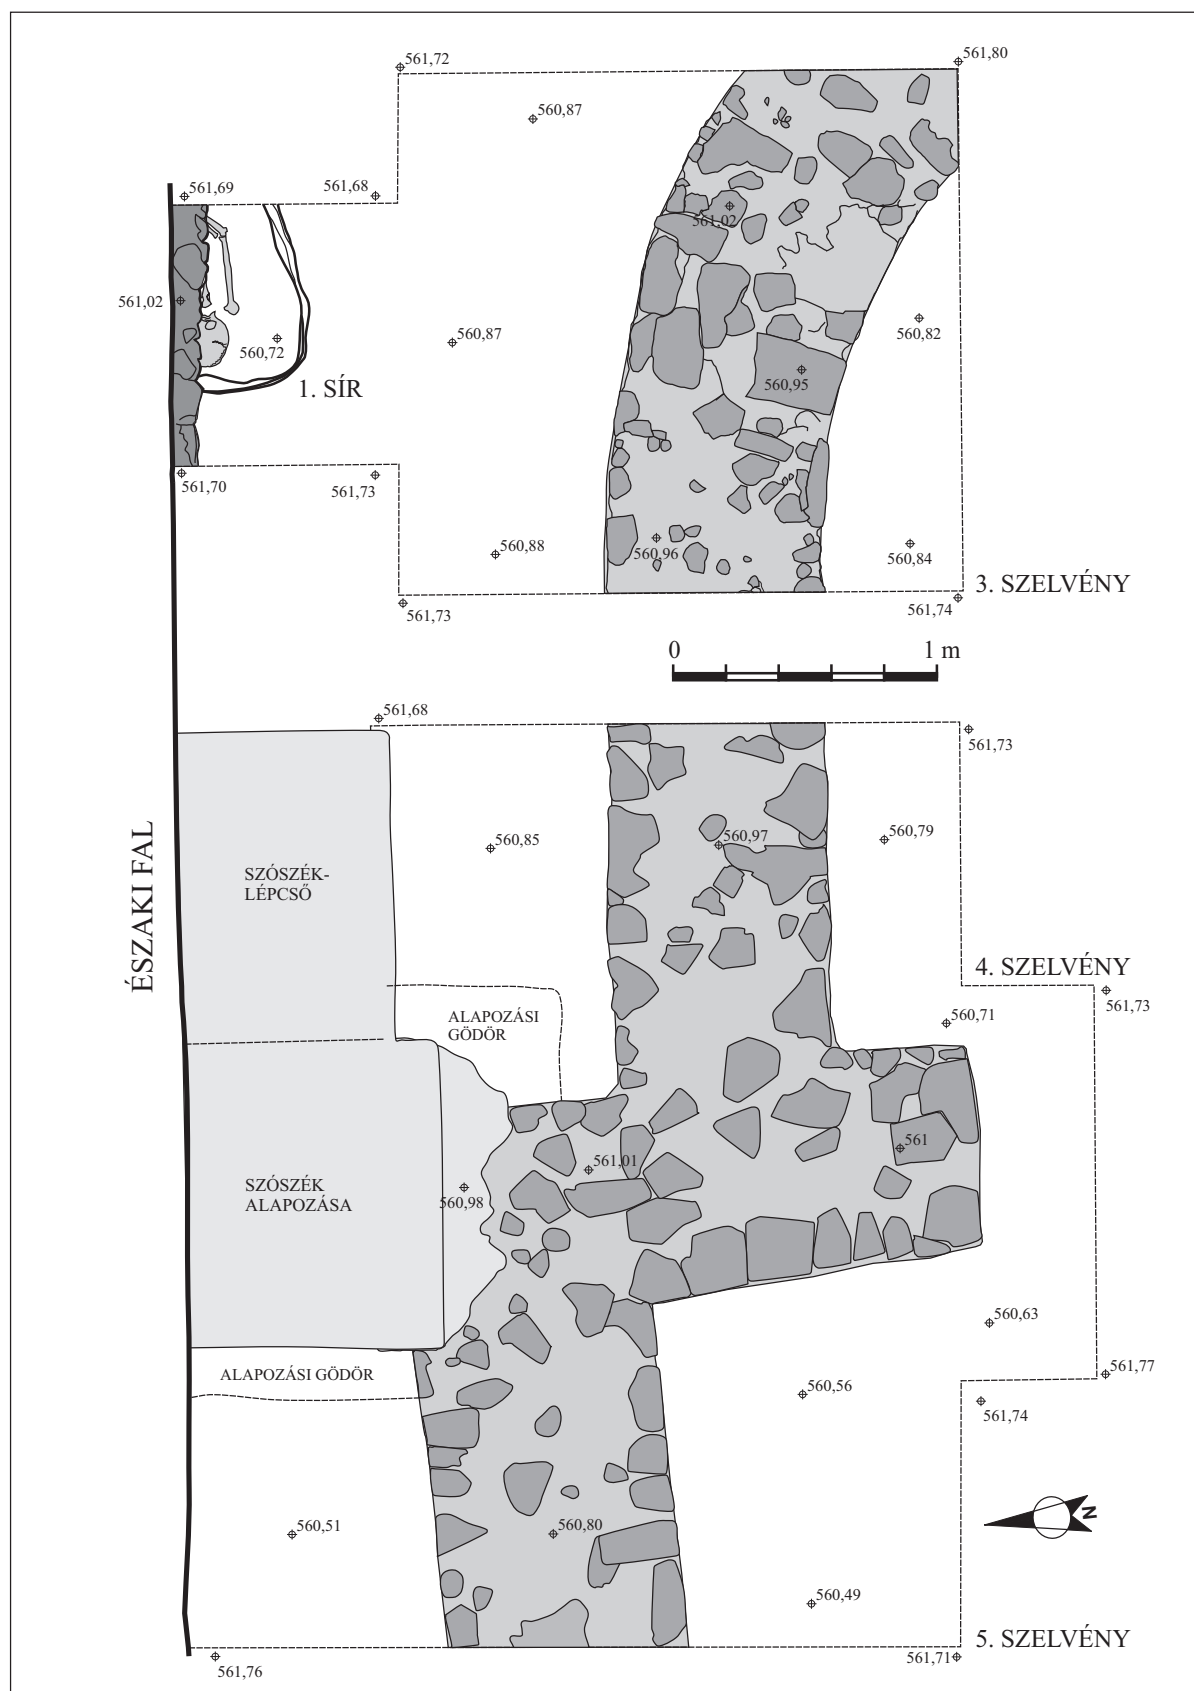 561,72
561,80
560,87
561,69
561,68
561,02
561,02
560,82
560,87
560,72
1. SÍR
560,95
561,70
561,73
560,88
560,96
560,84
3. SZELVÉNY
561,73
561,74
0
1 m
561,68
561,73
560,85
560,97
560,79
ÉSZAKI FAL
SZÓSZÉK-
LÉPCSŐ
4. SZELVÉNY
561,73
ALAPOZÁSI
GÖDÖR
560,71
561
561,01
SZÓSZÉK
ALAPOZÁSA
560,98
560,63
ALAPOZÁSI GÖDÖR
561,77
560,56
561,74
N
560,51
560,80
560,49
5. SZELVÉNY
561,76
561,71